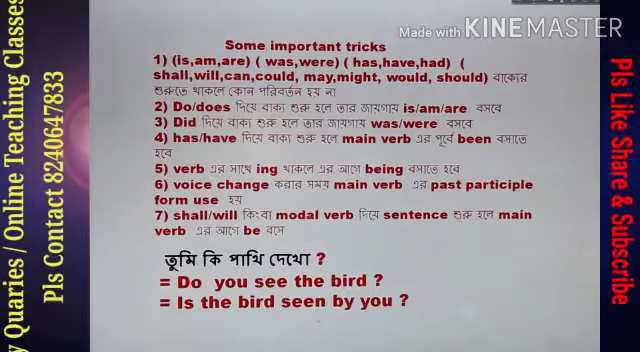 Made with KINEMASTER
y Quaries / Online Teaching Classes
Pls Contact 8240647833
Pls Like Share & Subscribe
Some important tricks
1) (is,am,are) ( was,were) ( has,have,had) (
shall,will,can,could, may,might, would, should) বাক্যের
শুরুতে থাকলে কোন পরিবর্তন হয় না
2) Do/does দিয়ে বাক্য শুরু হলে তার জায়গায় is/am/are বসবে
3) Did দিয়ে বাক্য শুরু হলে তার জায়গায় was/were বসবে
4) has/have দিয়ে বাক্য শুরু হলে main verb এর পূর্বে been বসাতে
হবে
5) verb এর সাথে ing থাকলে এর আগে being বসাতে হবে
6) voice change করার সময় main verb এর past participle
form use হয়
7) shall/will কিংবা modal verb দিয়ে sentence শুরু হলে main
verb এর আগে be বসে
তুমি কি পাখি দেখো ?
= Do you see the bird ?
= Is the bird seen by you ?